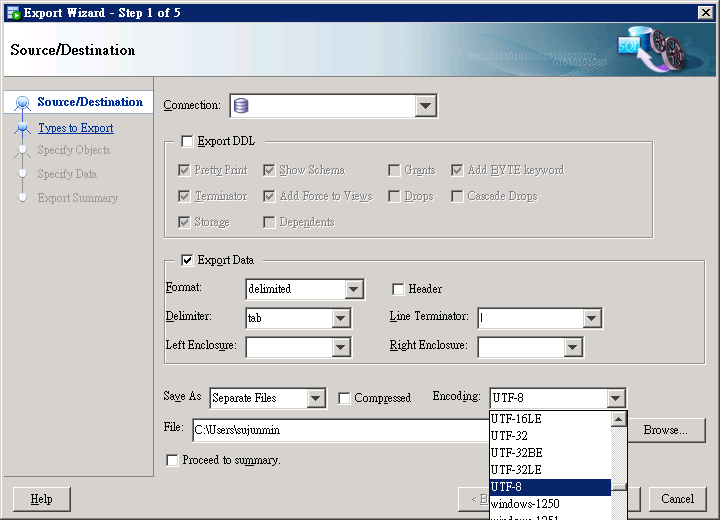 Export Wizard - Step 1 of 5
Source/Destination
SQL
Source/Destination
Types to Export
Specify Objects
Specify Data
Export Summary
Connection:
Export DDL
Pretty Print Show Schema Grants Add BYTE keyword
Terminator Add Force to Views Drops Cascade Drops
Storage Dependents
Export Data
Format: delimited Header
Delimiter: tab Line Terminator:
Left Enclosure: Right Enclosure:
Save As Separate Files Compressed Encoding: UTF-8
UTF-16LE
UTF-32
UTF-32BE
UTF-32LE
UTF-8
windows-1250
File: C:\Users\sujunmin Browse...
Proceed to summary.
Help < B Cancel